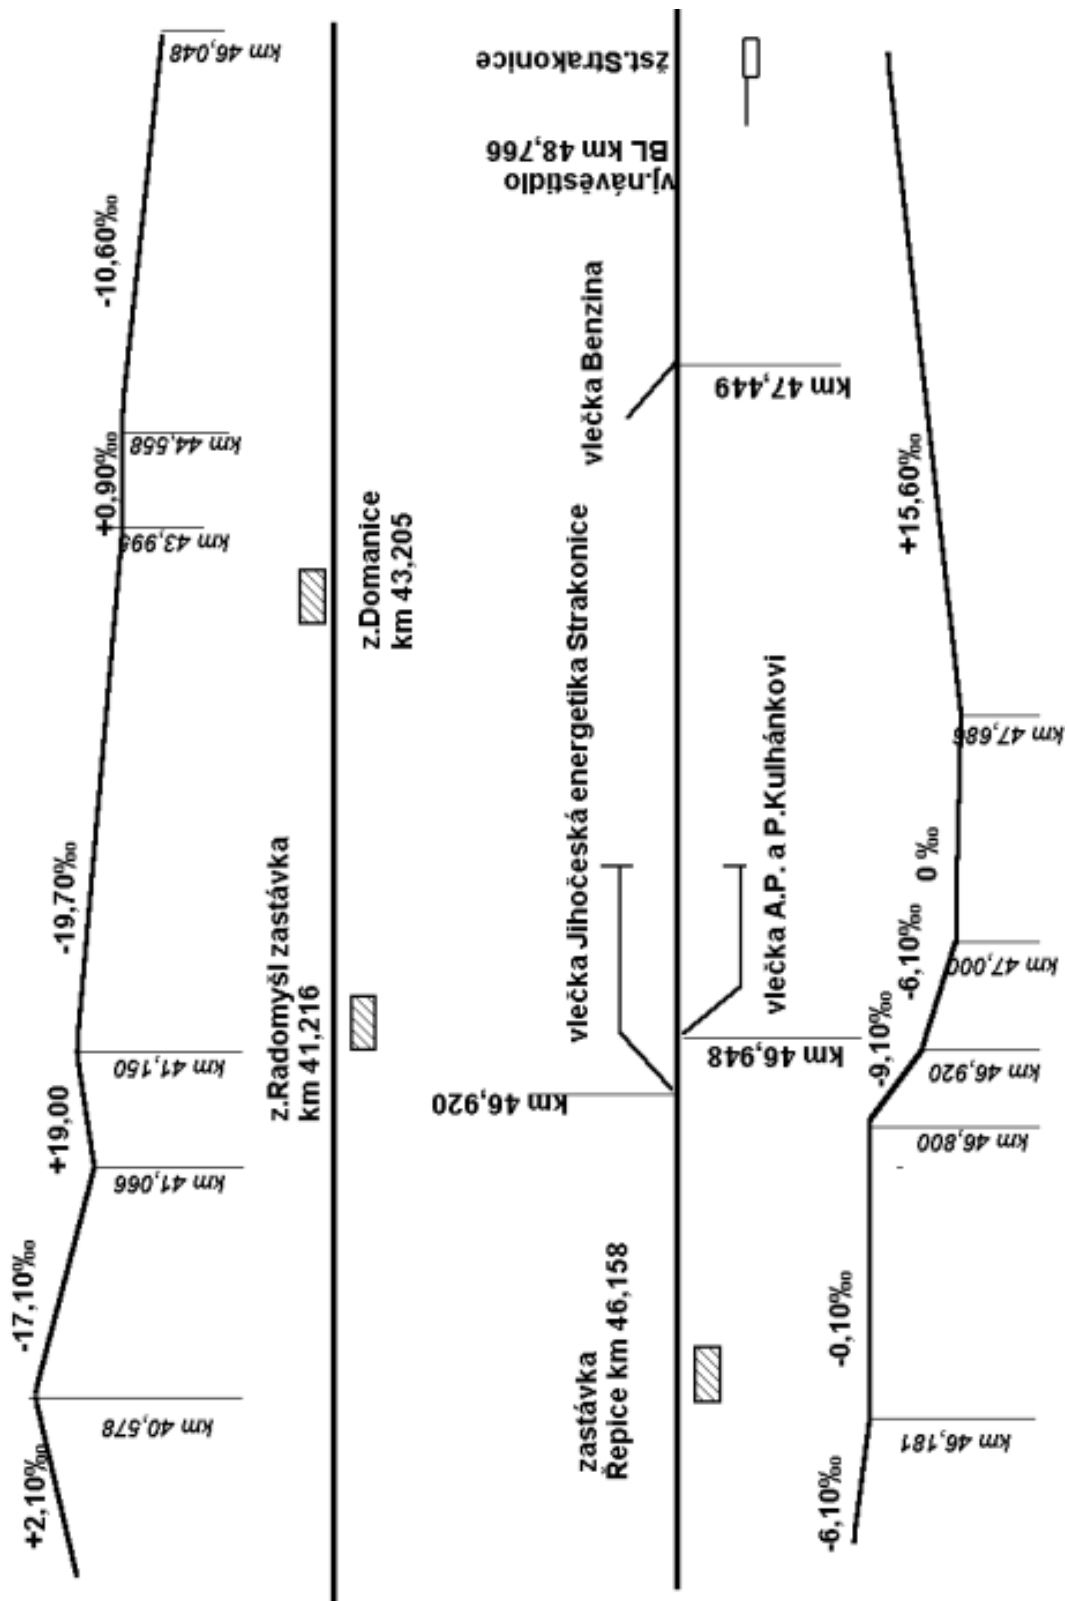 +2,10‰
-17,10‰
+19,00
-19,70‰
+0,90‰
-10,60‰
km 40,578
km 41,066
km 41,150
km 43,995
km 44,558
km 46,048
z.Radomyšl zastávka
km 41,216
z.Domanice
km 43,205
zastávka
Řepice km 46,158
km 46,920
vlečka Jihočeská energetika Strakonice
vlečka Benzina
vj.návěstidlo
BL km 48,766
žst.Strakonice
km 46,948
vlečka A.P. a P.Kulhánkovi
km 47,449
-6,10‰
-0,10‰
-9,10‰
-6,10‰
0 ‰
+15,60‰
km 46,181
km 46,800
km 46,920
km 47,000
km 47,686